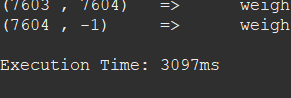 (7603 , 7604) => weigh
(7604 , -1) => weigh
Execution Time: 3097ms